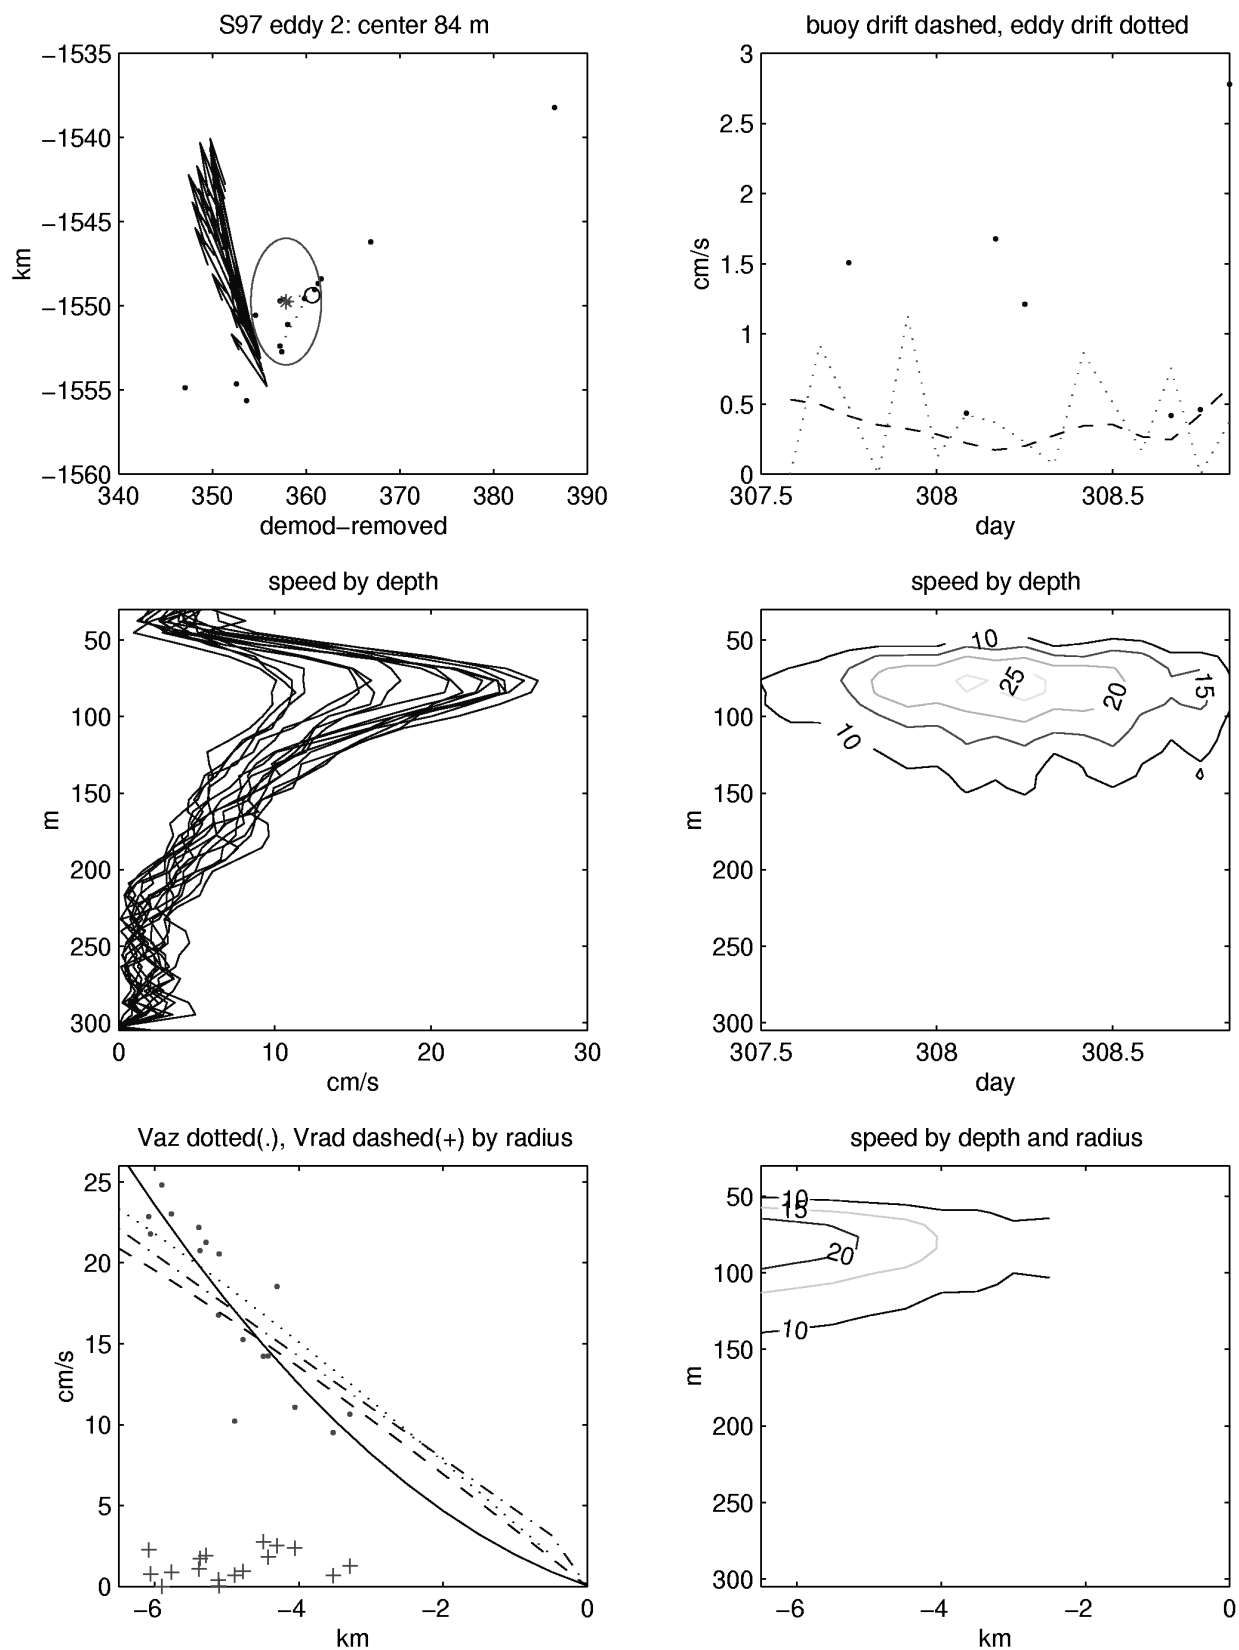 S97 eddy 2: center 84 m
−1535
−1540
−1545
−1550
−1555
−1560
km
340 350 360 370 380 390
demod−removed
buoy drift dashed, eddy drift dotted
3
2.5
2
1.5
1
0.5
0
cm/s
307.5 308 308.5
day
speed by depth
50
100
150
200
250
300
m
0 10 20 30
cm/s
speed by depth
50
100
150
200
250
300
m
10
25
20
15
10
307.5 308 308.5
day
Vaz dotted(.), Vrad dashed(+) by radius
25
20
15
10
5
0
cm/s
−6 −4 −2 0
km
speed by depth and radius
50
100
150
200
250
300
m
10
15
20
10
−6 −4 −2 0
km